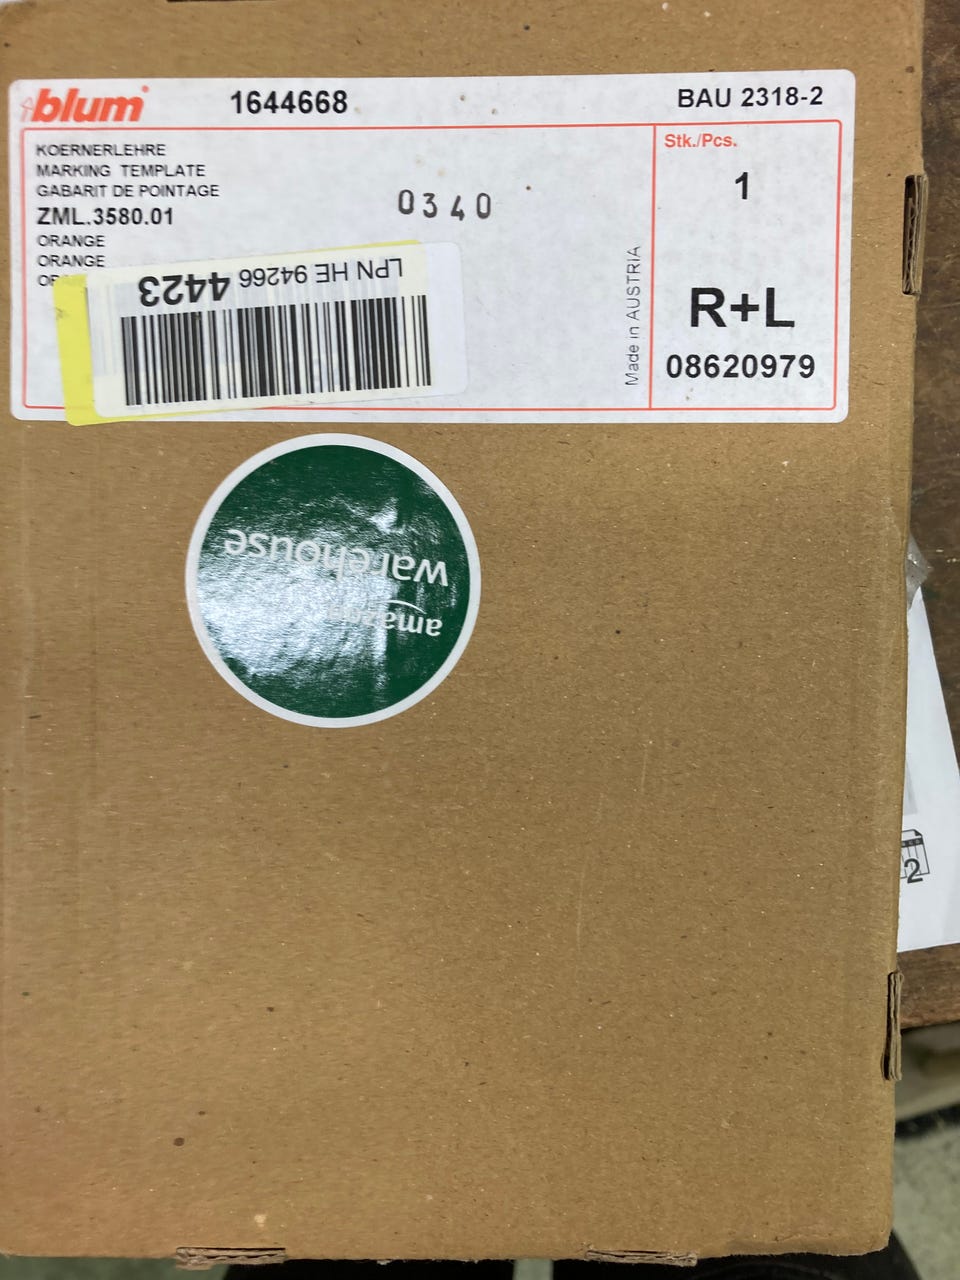 blum
1644668
BAU 2318-2
KOERNERLEHRE
MARKING TEMPLATE
GABARIT DE POINTAGE
ZML.3580.01
ORANGE
ORANGE
0340
Stk./Pcs.
1
R+L
08620979
Made in AUSTRIA
LPN HE 94266 4423
amazon
warehouse
2